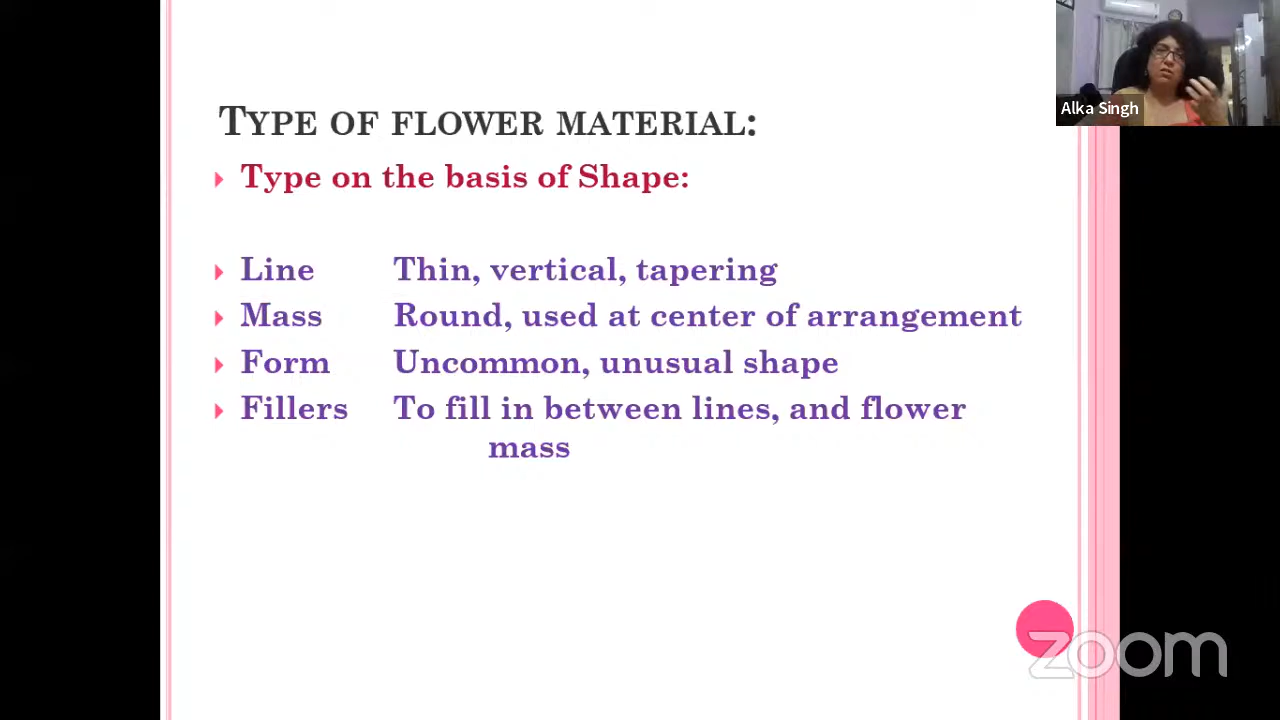 Alka Singh
TYPE OF FLOWER MATERIAL:
Type on the basis of Shape:
Line Thin, vertical, tapering
Mass Round, used at center of arrangement
Form Uncommon, unusual shape
Fillers To fill in between lines, and flower
mass
zoom